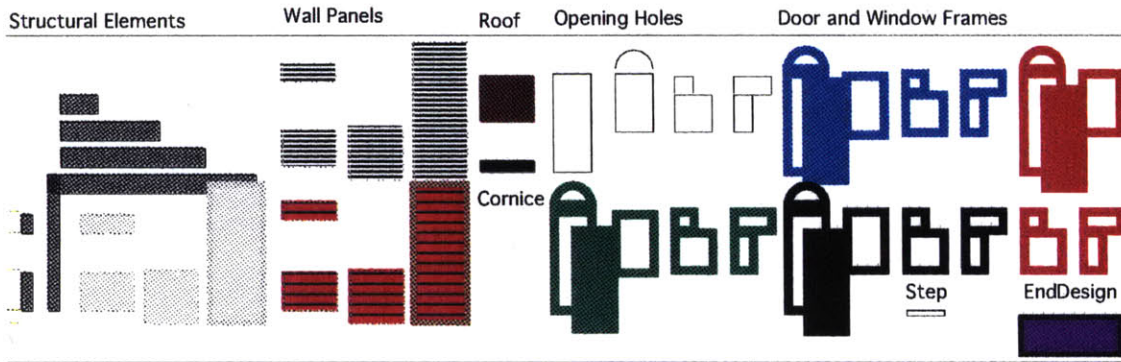 Structural Elements
Wall Panels
Roof
Opening Holes
Door and Window Frames
Cornice
Step
EndDesign